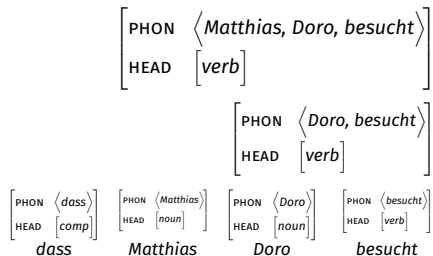 PHON ⟨Matthias, Doro, besucht⟩
HEAD [verb]
PHON ⟨Doro, besucht⟩
HEAD [verb]
PHON ⟨dass⟩ PHON ⟨Matthias⟩ PHON ⟨Doro⟩ PHON ⟨besucht⟩
HEAD [comp] HEAD [noun] HEAD [noun] HEAD [verb]
dass Matthias Doro besucht